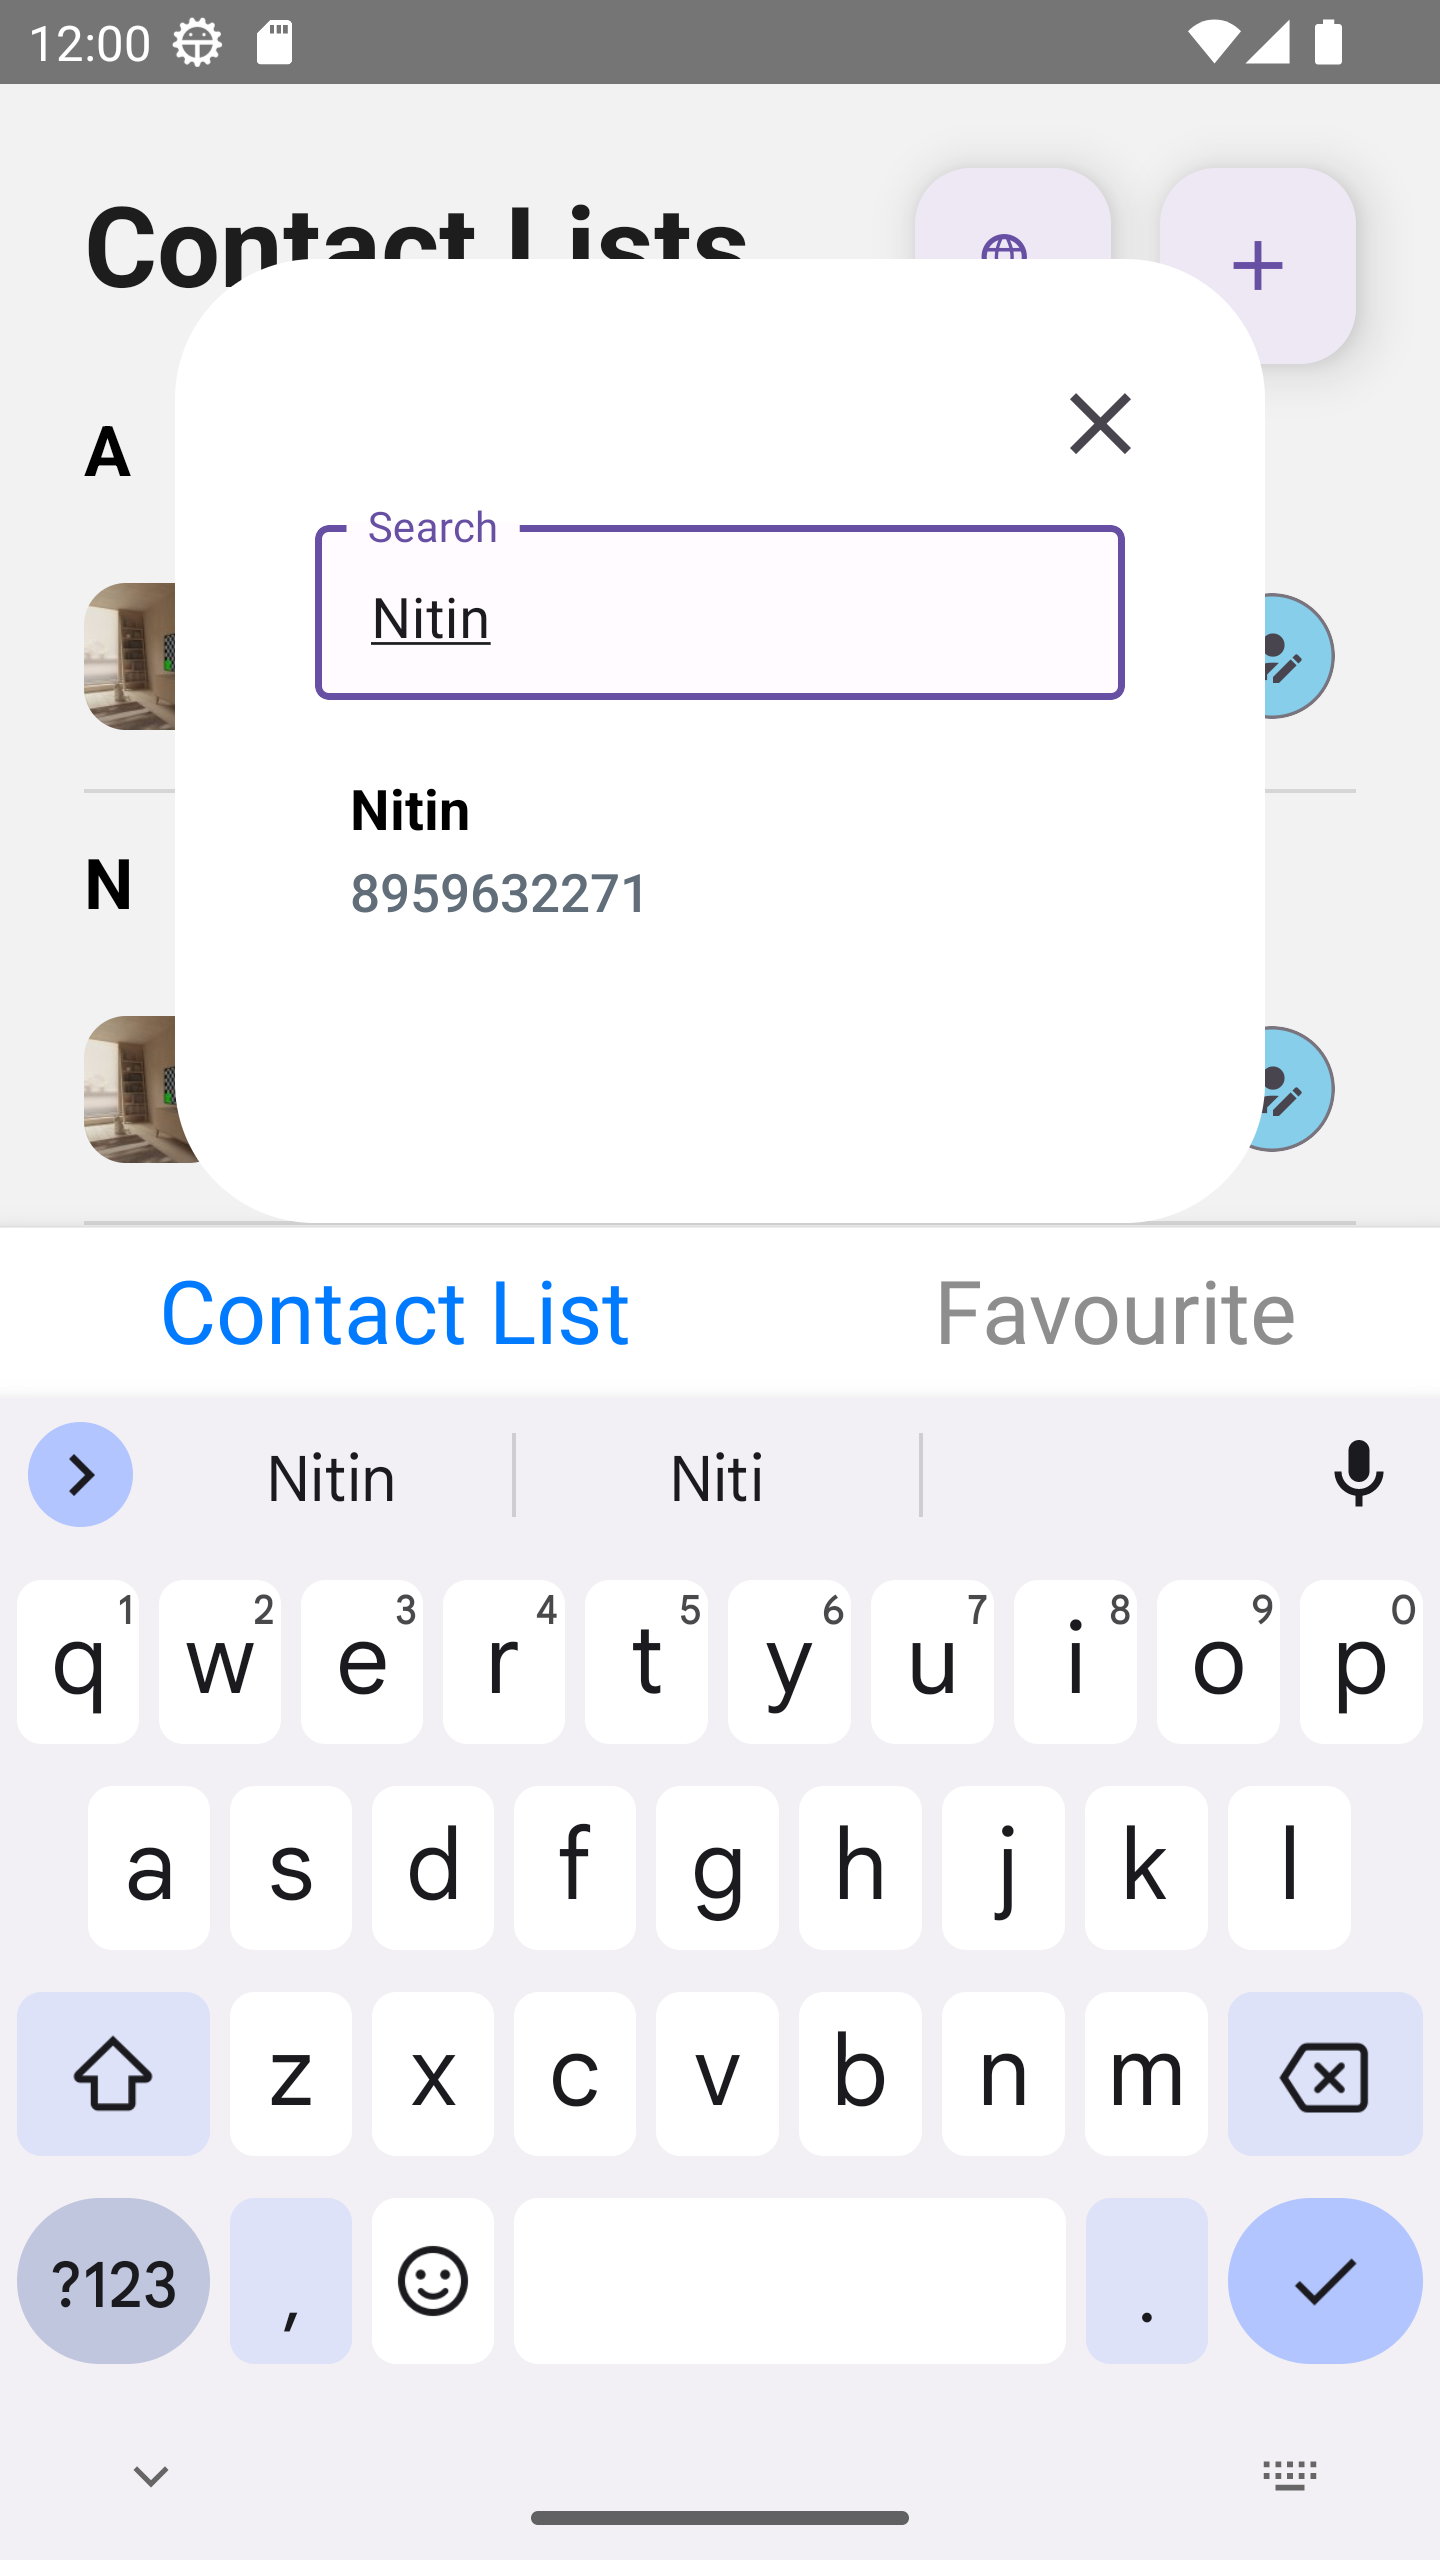 12:00
Contact Lists
A
Search
Nitin
Nitin
8959632271
N
Contact List Favourite
Nitin Niti
q 1 w 2 e 3 r 4 t 5 y 6 u 7 i 8 o 9 p 0
a s d f g h j k l
z x c v b n m
?123 , .